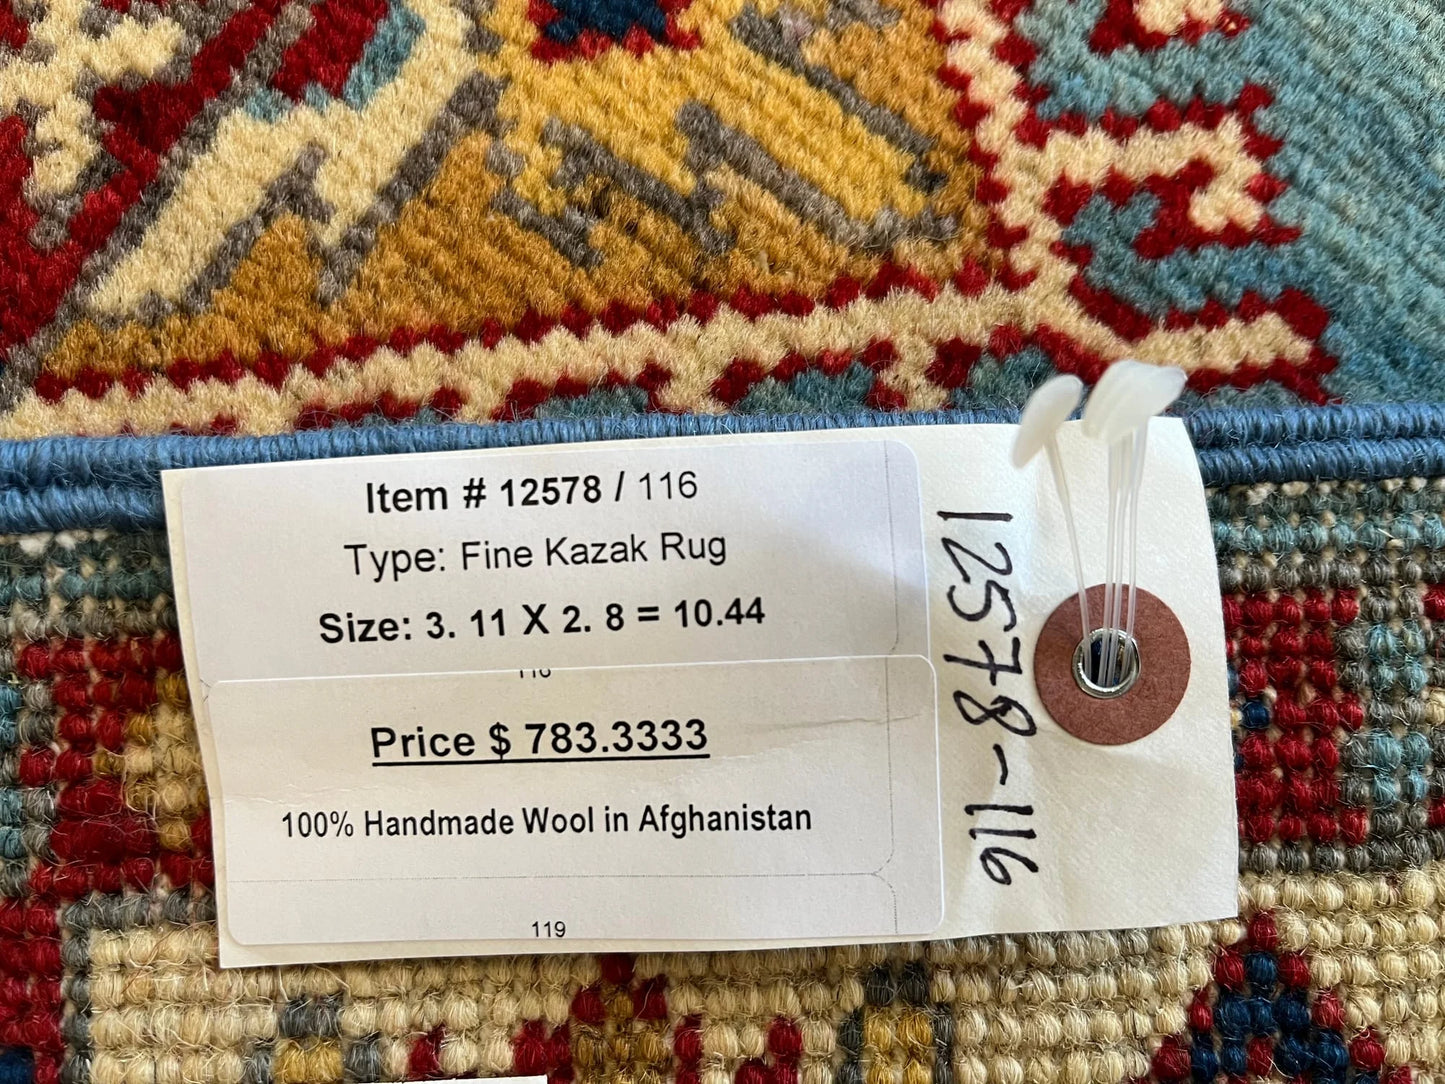 Item # 12578 / 116
Type: Fine Kazak Rug
Size: 3. 11 X 2. 8 = 10.44
Price $ 783.3333
100% Handmade Wool in Afghanistan
119
12578-116